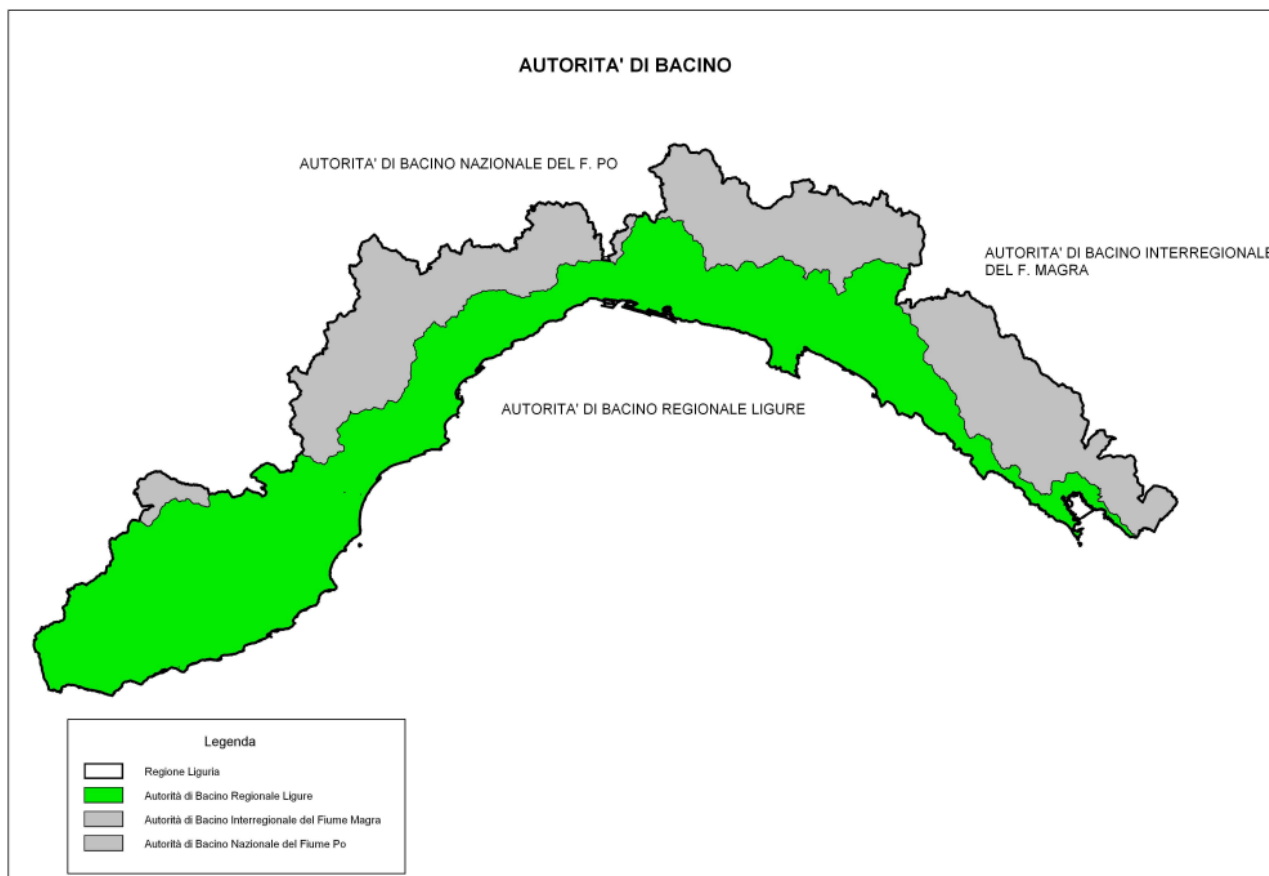 AUTORITA' DI BACINO
AUTORITA' DI BACINO NAZIONALE DEL F. PO
AUTORITA' DI BACINO INTERREGIONALE
DEL F. MAGRA
AUTORITA' DI BACINO REGIONALE LIGURE
Legenda
Regione Liguria
Autorità di Bacino Regionale Ligure
Autorità di Bacino Interregionale del Fiume Magra
Autorità di Bacino Nazionale del Fiume Po